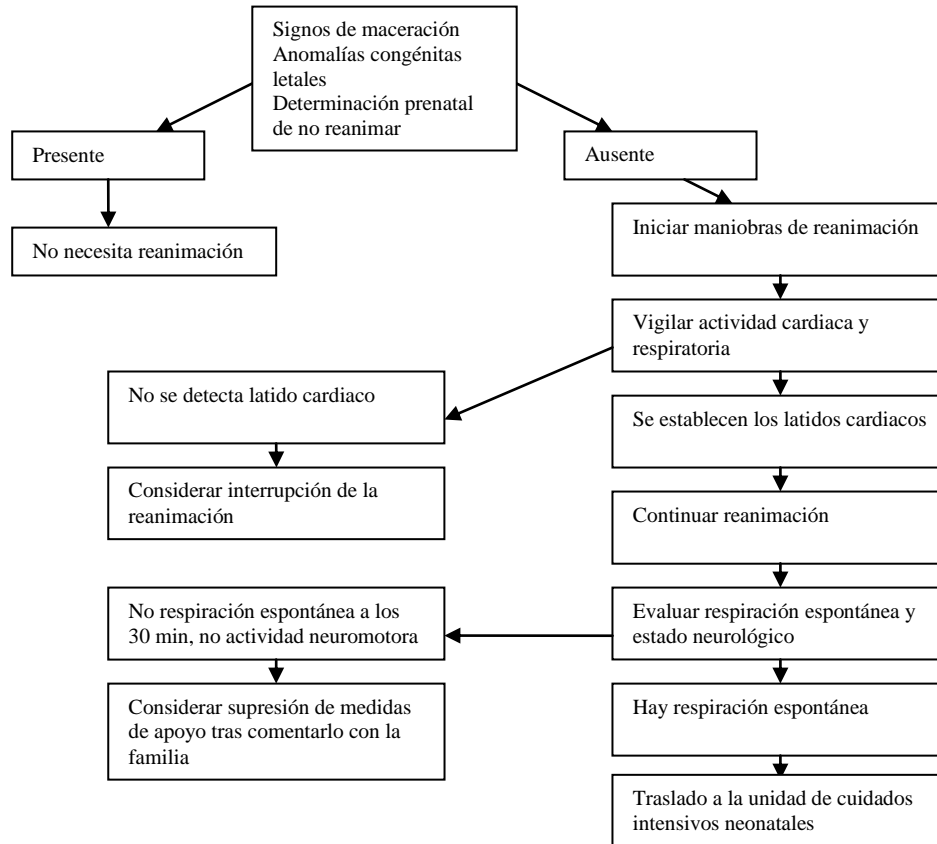 Signos de maceración
Anomalías congénitas
letales
Determinación prenatal
de no reanimar
Presente
Ausente
No necesita reanimación
Iniciar maniobras de reanimación
Vigilar actividad cardiaca y
respiratoria
No se detecta latido cardiaco
Se establecen los latidos cardiacos
Considerar interrupción de la
reanimación
Continuar reanimación
No respiración espontánea a los
30 min, no actividad neuromotora
Evaluar respiración espontánea y
estado neurológico
Considerar supresión de medidas
de apoyo tras comentarlo con la
familia
Hay respiración espontánea
Traslado a la unidad de cuidados
intensivos neonatales